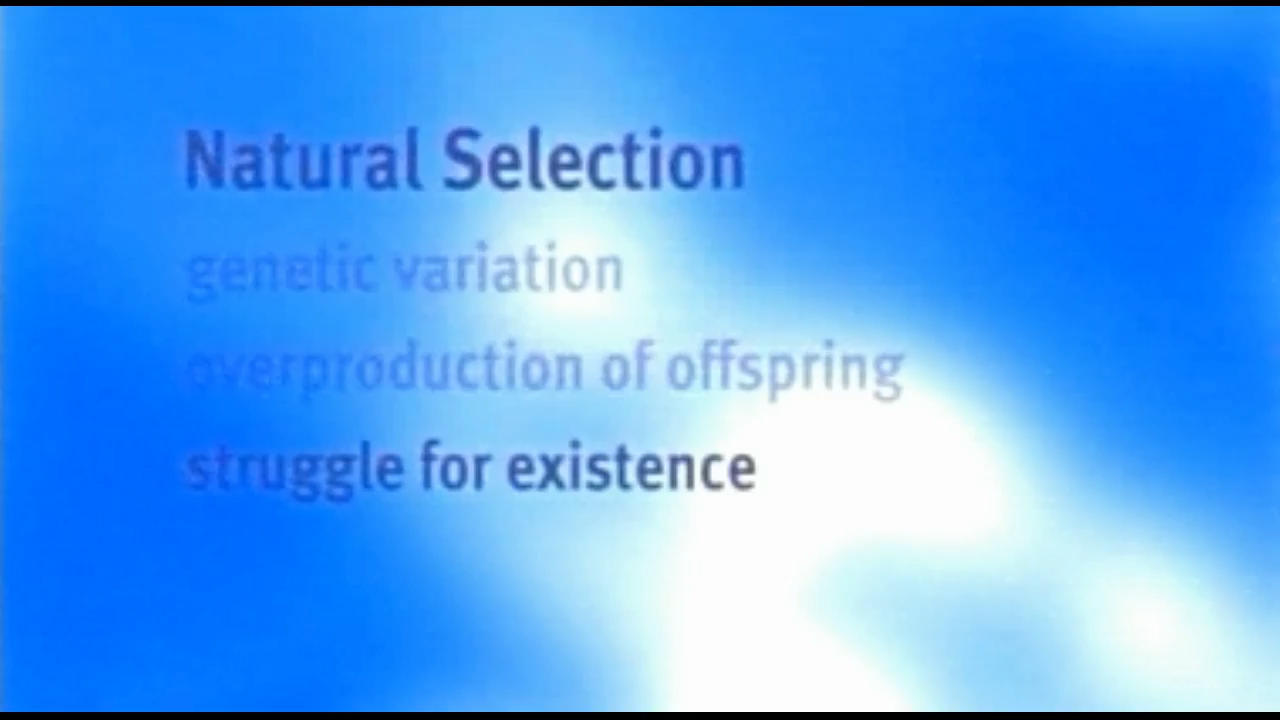 Natural Selection
genetic variation
overproduction of offspring
struggle for existence